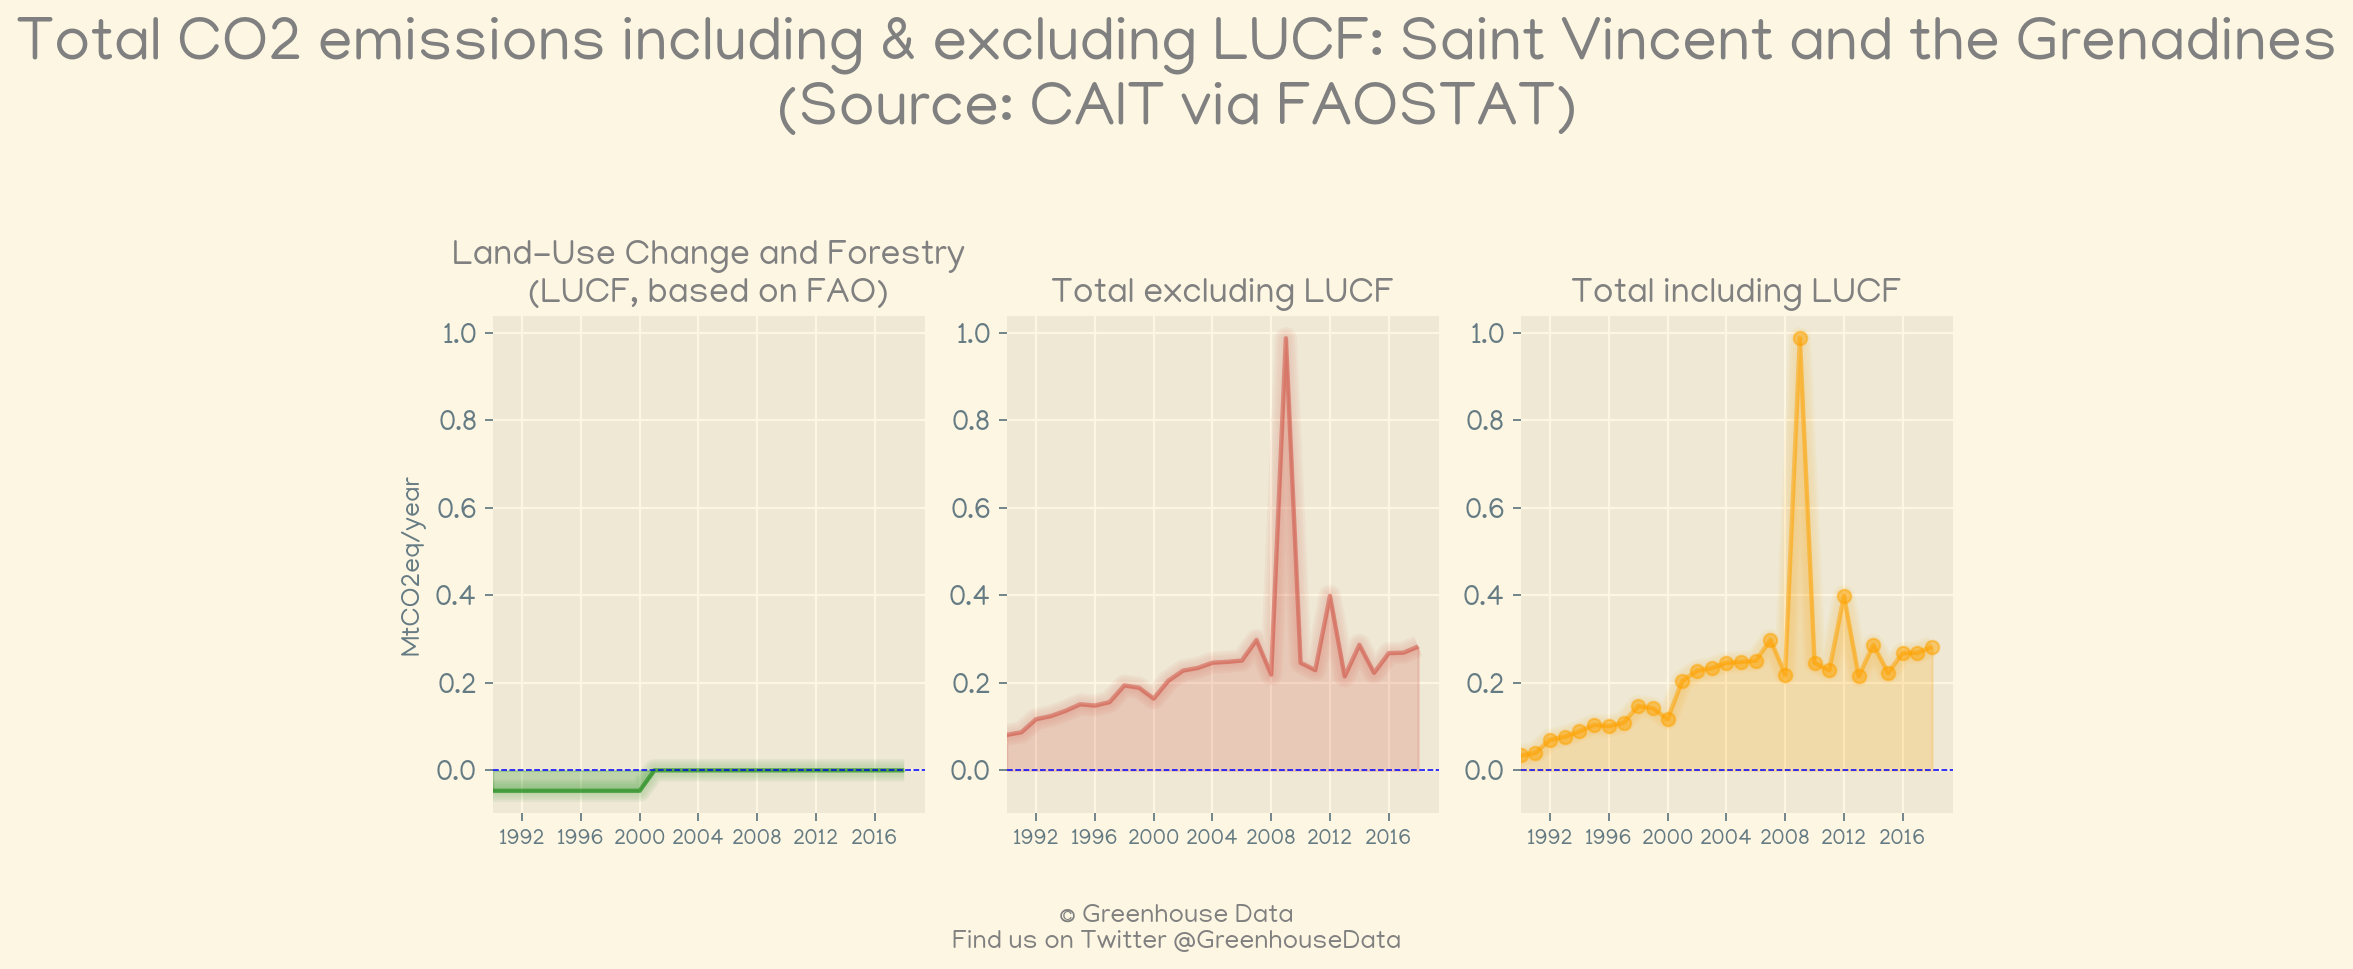 Total CO2 emissions including & excluding LUCF: Saint Vincent and the Grenadines
(Source: CAIT via FAOSTAT)
Land-Use Change and Forestry
(LUCF, based on FAO)
Total excluding LUCF
Total including LUCF
MtCO2eq/year
1.0
0.8
0.6
0.4
0.2
0.0
1992 1996 2000 2004 2008 2012 2016
1.0
0.8
0.6
0.4
0.2
0.0
1992 1996 2000 2004 2008 2012 2016
1.0
0.8
0.6
0.4
0.2
0.0
1992 1996 2000 2004 2008 2012 2016
© Greenhouse Data
Find us on Twitter @GreenhouseData